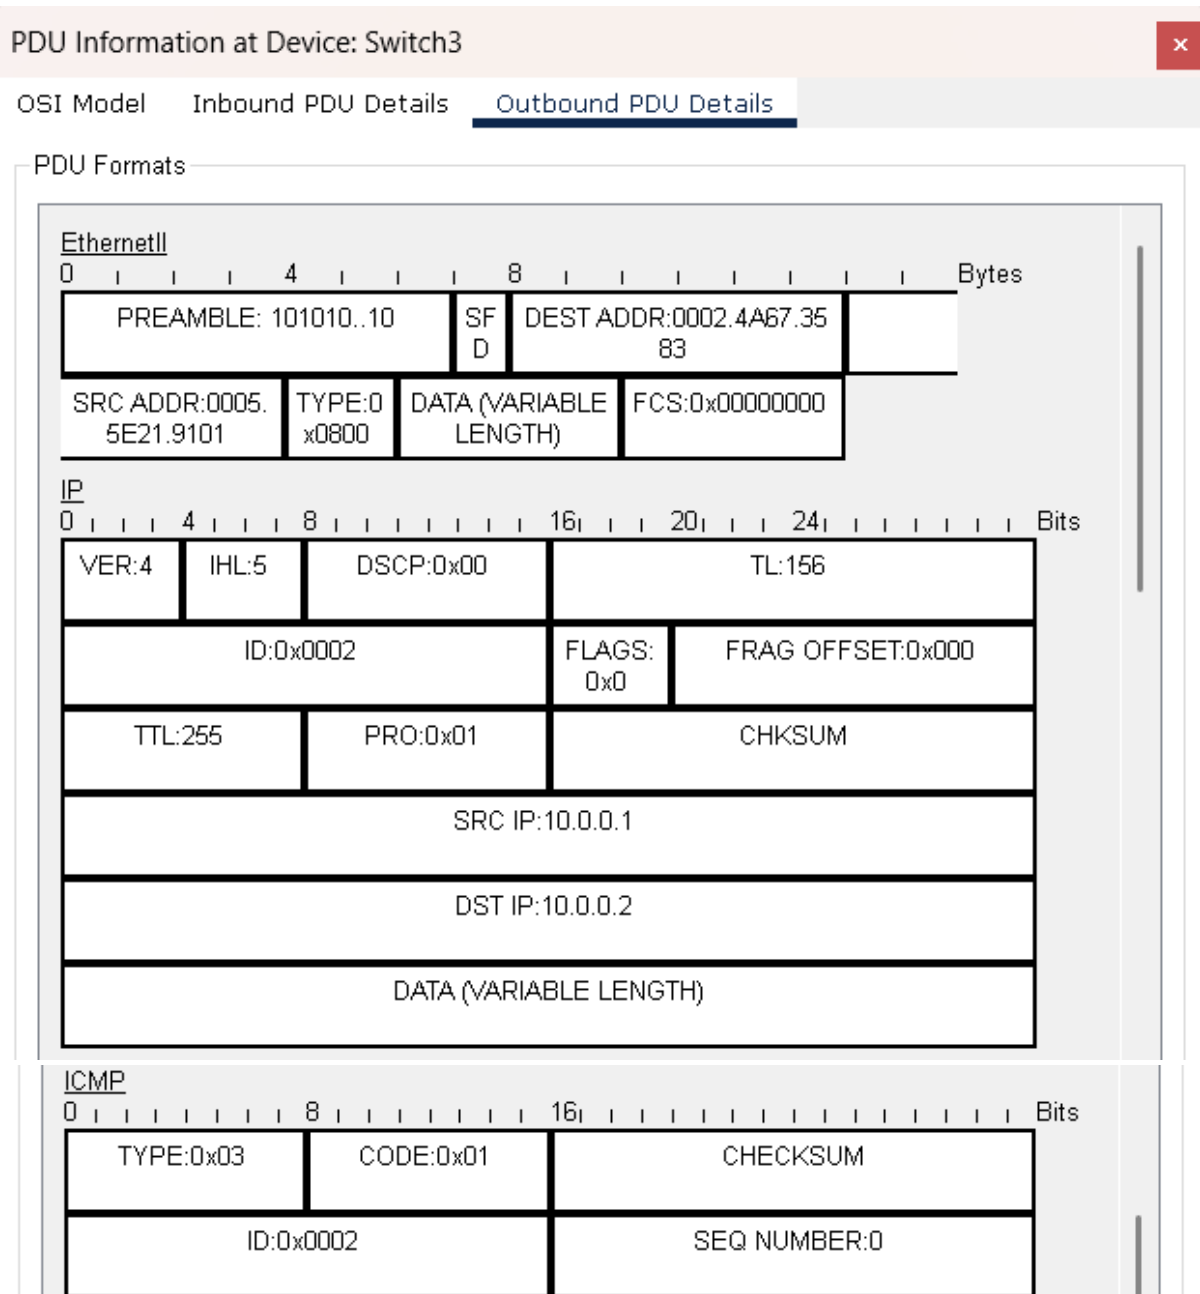 PDU Information at Device: Switch3
x
OSI Model Inbound PDU Details Outbound PDU Details
PDU Formats
EthernetII
0 4 8 Bytes
PREAMBLE: 101010..10
SF
D
DEST ADDR:0002.4A67.35
83
SRC ADDR:0005.
5E21.9101
TYPE:0
x0800
DATA (VARIABLE
LENGTH)
FCS:0x00000000
IP
0 4 8 16 20 24 Bits
VER:4 IHL:5 DSCP:0x00 TL:156
ID:0x0002
FLAGS:
0x0
FRAG OFFSET:0x000
TTL:255 PRO:0x01 CHKSUM
SRC IP:10.0.0.1
DST IP:10.0.0.2
DATA (VARIABLE LENGTH)
ICMP
0 8 16 Bits
TYPE:0x03 CODE:0x01 CHECKSUM
ID:0x0002 SEQ NUMBER:0